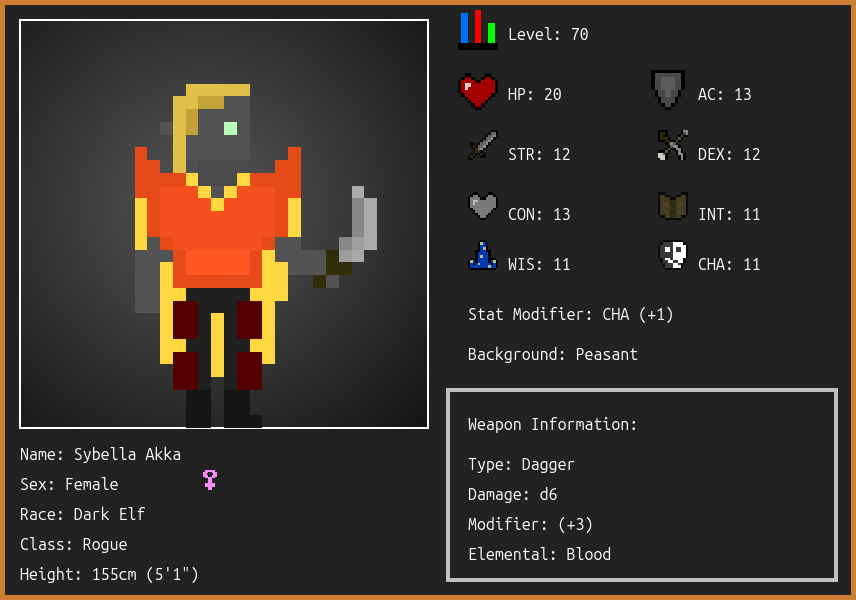 Level: 70
HP: 20
AC: 13
STR: 12
DEX: 12
CON: 13
INT: 11
WIS: 11
CHA: 11
Stat Modifier: CHA (+1)
Background: Peasant
Weapon Information:
Type: Dagger
Damage: d6
Modifier: (+3)
Elemental: Blood
Name: Sybella Akka
Sex: Female
Race: Dark Elf
Class: Rogue
Height: 155cm (5'1")